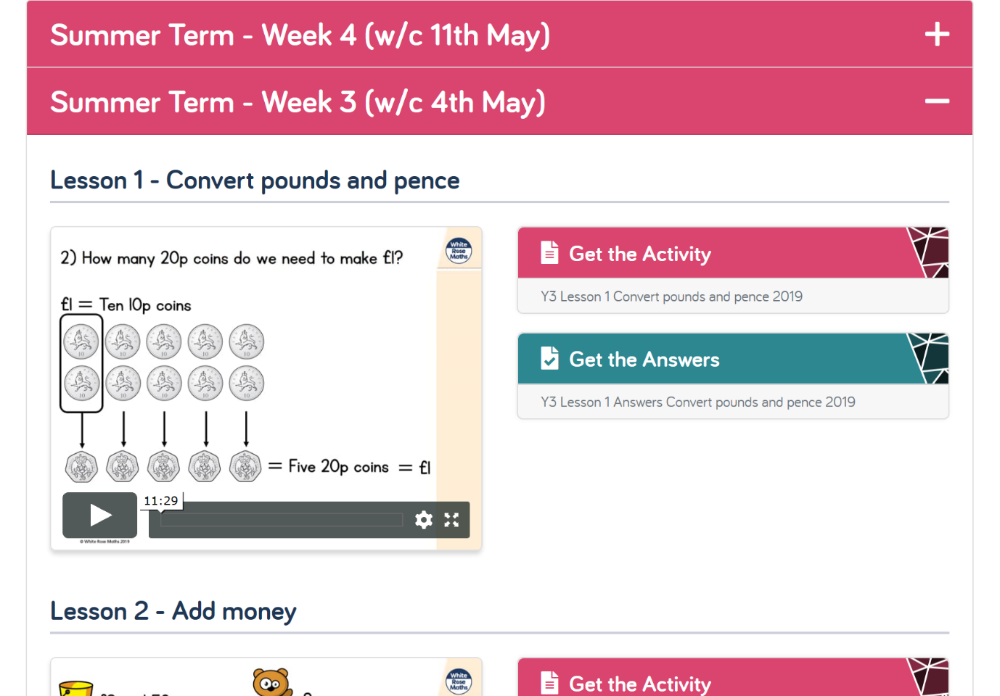 Summer Term - Week 4 (w/c 11th May)
Summer Term - Week 3 (w/c 4th May)
Lesson 1 - Convert pounds and pence
2) How many 20p coins do we need to make £1?
White
Rose
Maths
£1 = Ten 10p coins
10 10 10 10 10
10 10 10 10 10
20 20 20 20 20
= Five 20p coins = £1
11:29
© White Rose Maths 2019
Get the Activity
Y3 Lesson 1 Convert pounds and pence 2019
Get the Answers
Y3 Lesson 1 Answers Convert pounds and pence 2019
Lesson 2 - Add money
White
Rose
Maths
Get the Activity